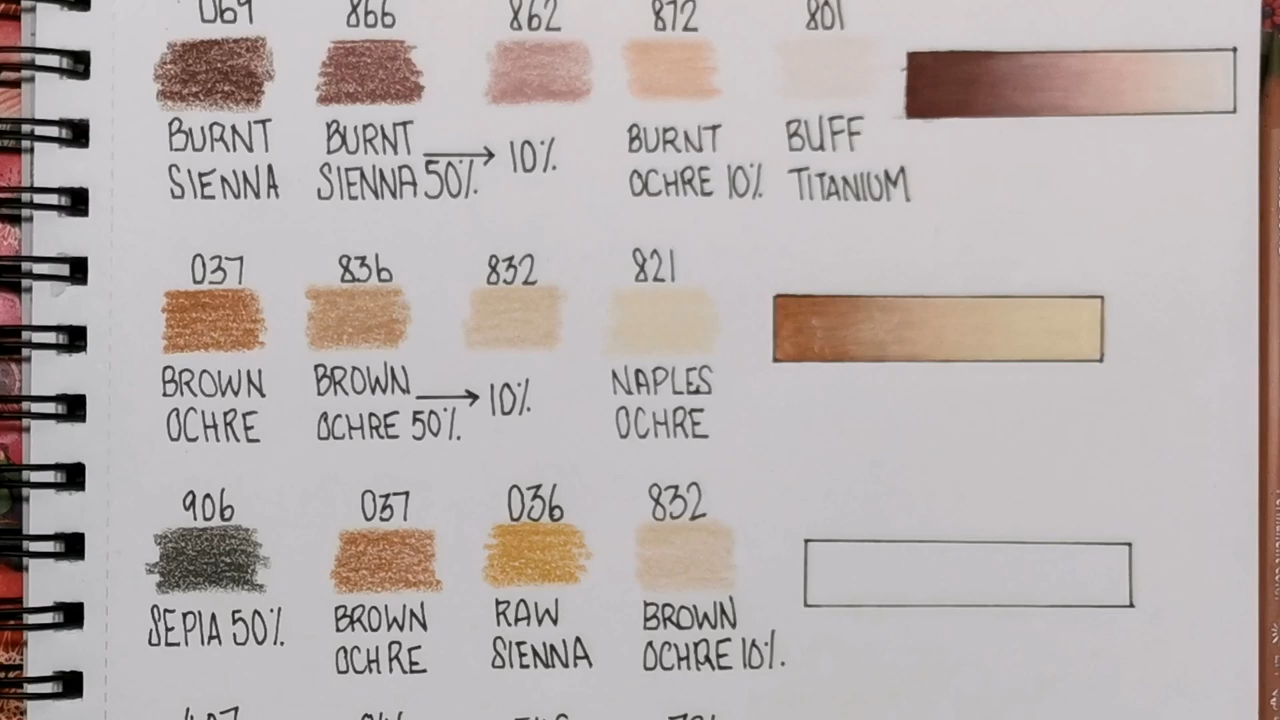 069 866 862 872 801
BURNT BURNT → 10% BURNT BUFF
SIENNA SIENNA 50% OCHRE 10% TITANIUM
037 836 832 821
BROWN BROWN → 10% NAPLES
OCHRE OCHRE 50% OCHRE
906 037 036 832
SEPIA 50% BROWN RAW BROWN
OCHRE SIENNA OCHRE 10%.